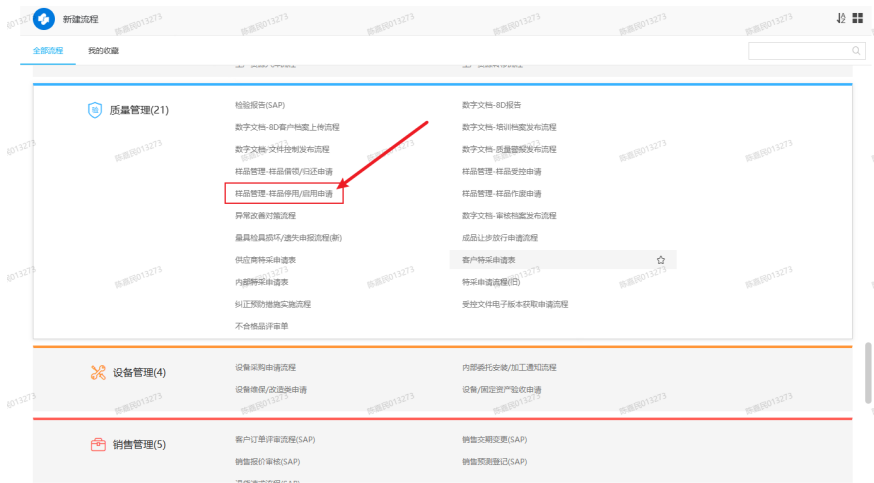 新建流程
全部流程 我的收藏
质量管理(21)
检验报告(SAP) 数字文档-8D报告
数字文档-8D客户档案上传流程 数字文档-培训档案发布流程
数字文档-文件控制发布流程 数字文档-质量警报发布流程
样品管理-样品借领/归还申请 样品管理-样品受控申请
样品管理-样品停用/启用申请 样品管理-样品作废申请
异常改善对策流程 数字文档-审核档案发布流程
量具检具损坏/遗失申报流程(新) 成品让步放行申请流程
供应商特采申请表 客户特采申请表
内部特采申请表 特采申请流程(旧)
纠正预防措施实施流程 受控文件电子版本获取申请流程
不合格品评审单
设备管理(4)
设备采购申请流程 内部委托安装/加工通知流程
设备维保/改造类申请 设备/固定资产验收申请
销售管理(5)
客户订单评审流程(SAP) 销售交期变更(SAP)
销售报价审核(SAP) 销售预测登记(SAP)